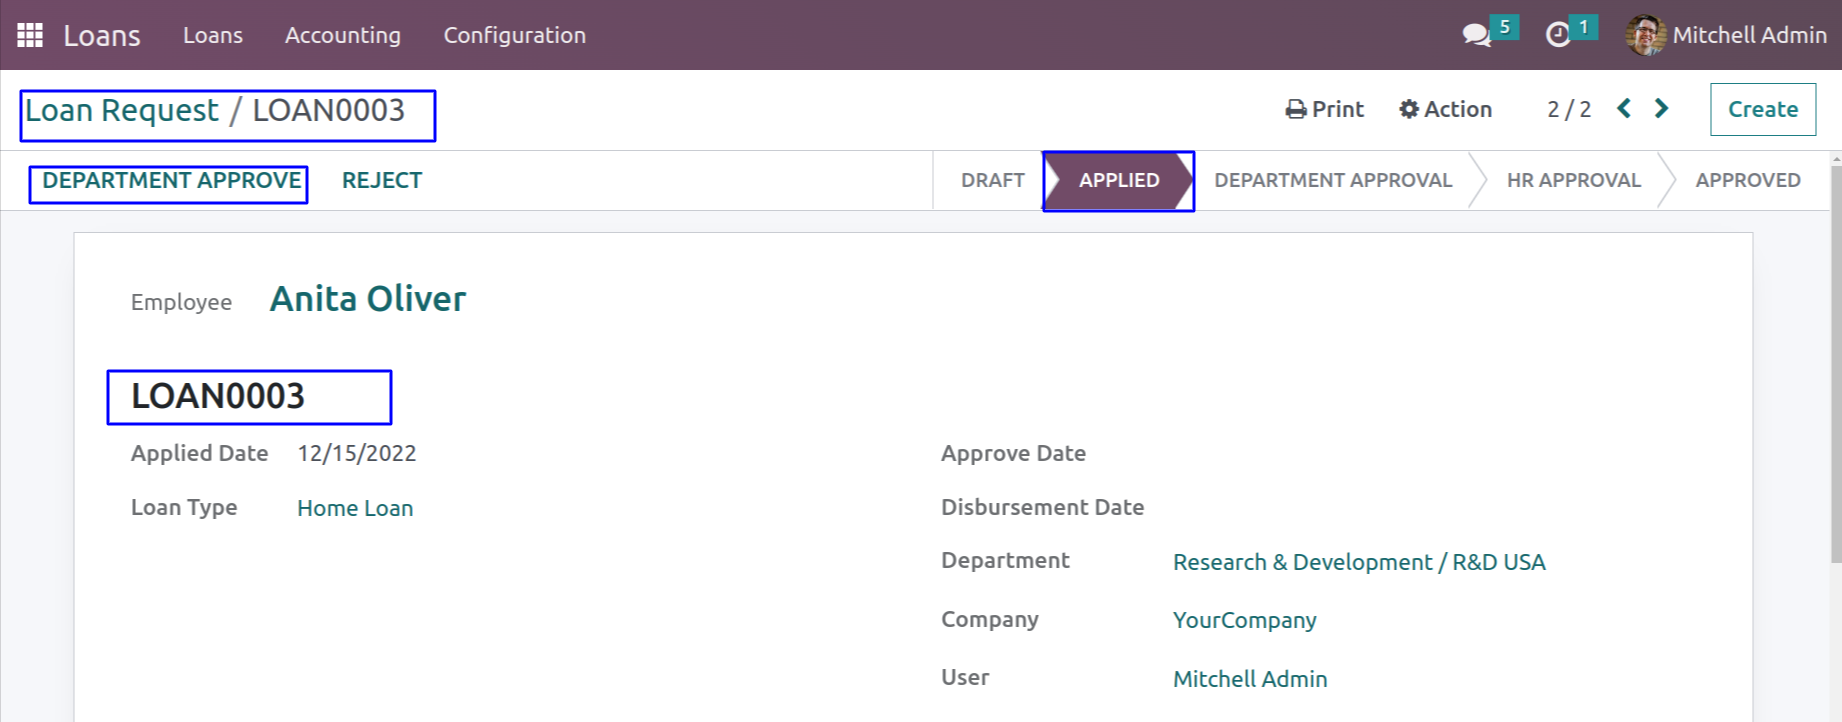 Loans Loans Accounting Configuration 5 1 Mitchell Admin
Loan Request / LOAN0003 Print Action 2 / 2 Create
DEPARTMENT APPROVE REJECT DRAFT APPLIED DEPARTMENT APPROVAL HR APPROVAL APPROVED
Employee Anita Oliver
LOAN0003
Applied Date 12/15/2022 Approve Date
Loan Type Home Loan Disbursement Date
Department Research & Development / R&D USA
Company YourCompany
User Mitchell Admin